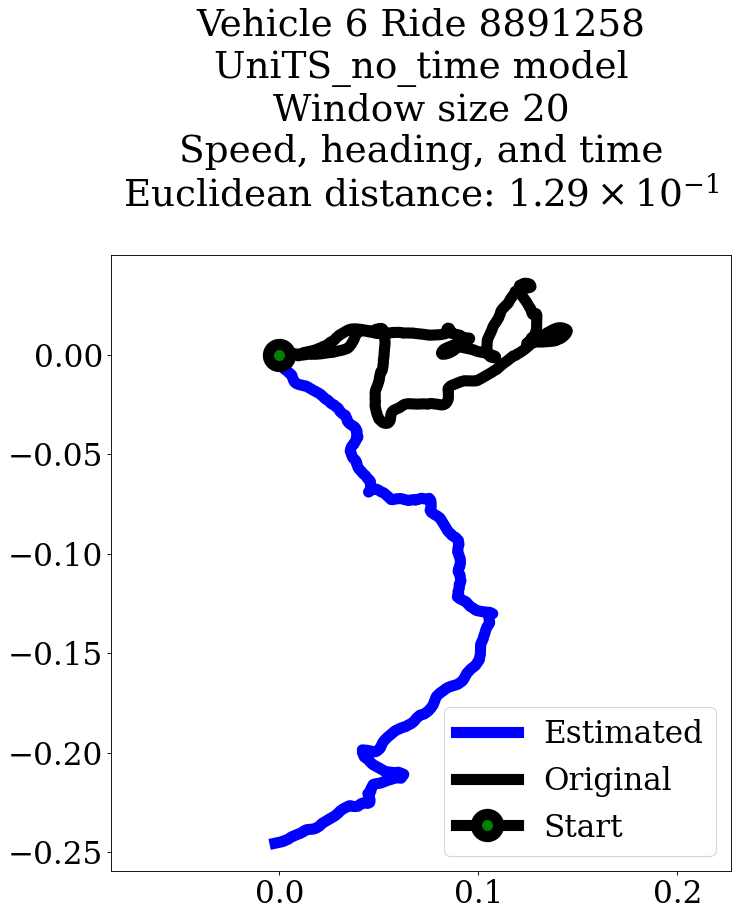 Vehicle 6 Ride 8891258
UniTS_no_time model
Window size 20
Speed, heading, and time
Euclidean distance: $1.29 \times 10^{-1}$
0.00
−0.05
−0.10
−0.15
−0.20
−0.25
0.0 0.1 0.2
Estimated
Original
Start